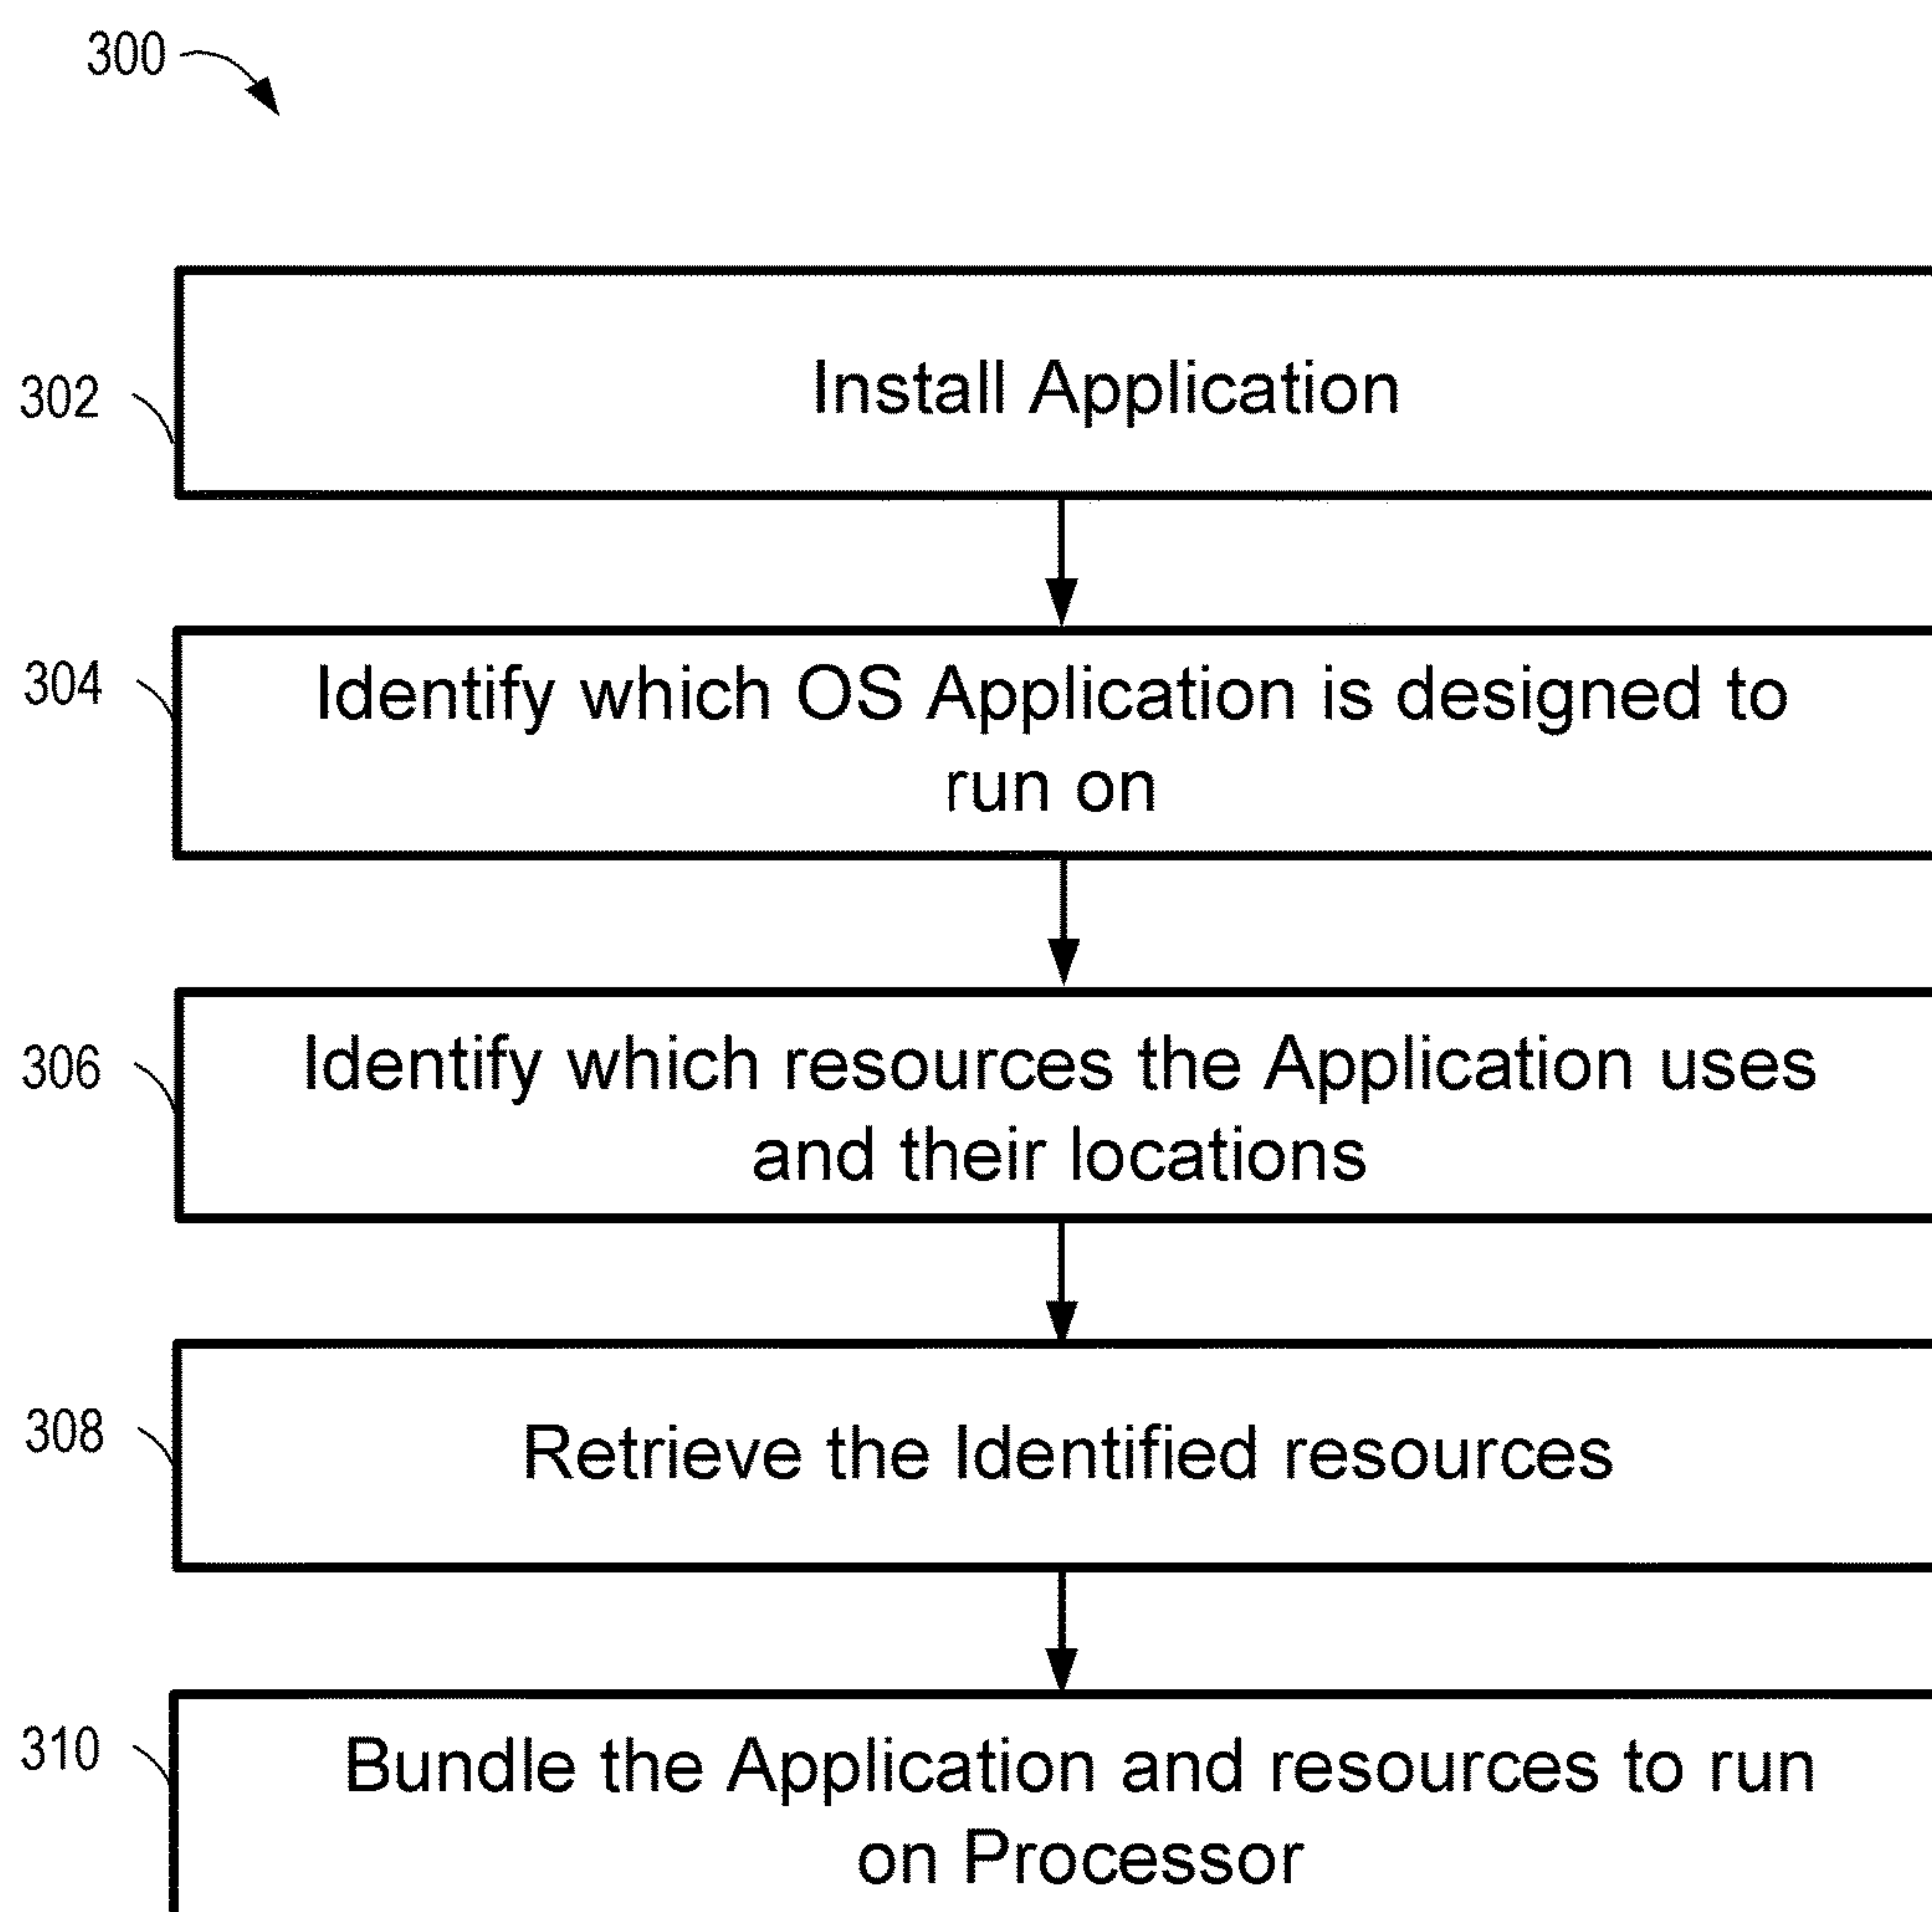 300
302
Install Application
304
Identify which OS Application is designed to
run on
306
Identify which resources the Application uses
and their locations
308
Retrieve the Identified resources
310
Bundle the Application and resources to run
on Processor